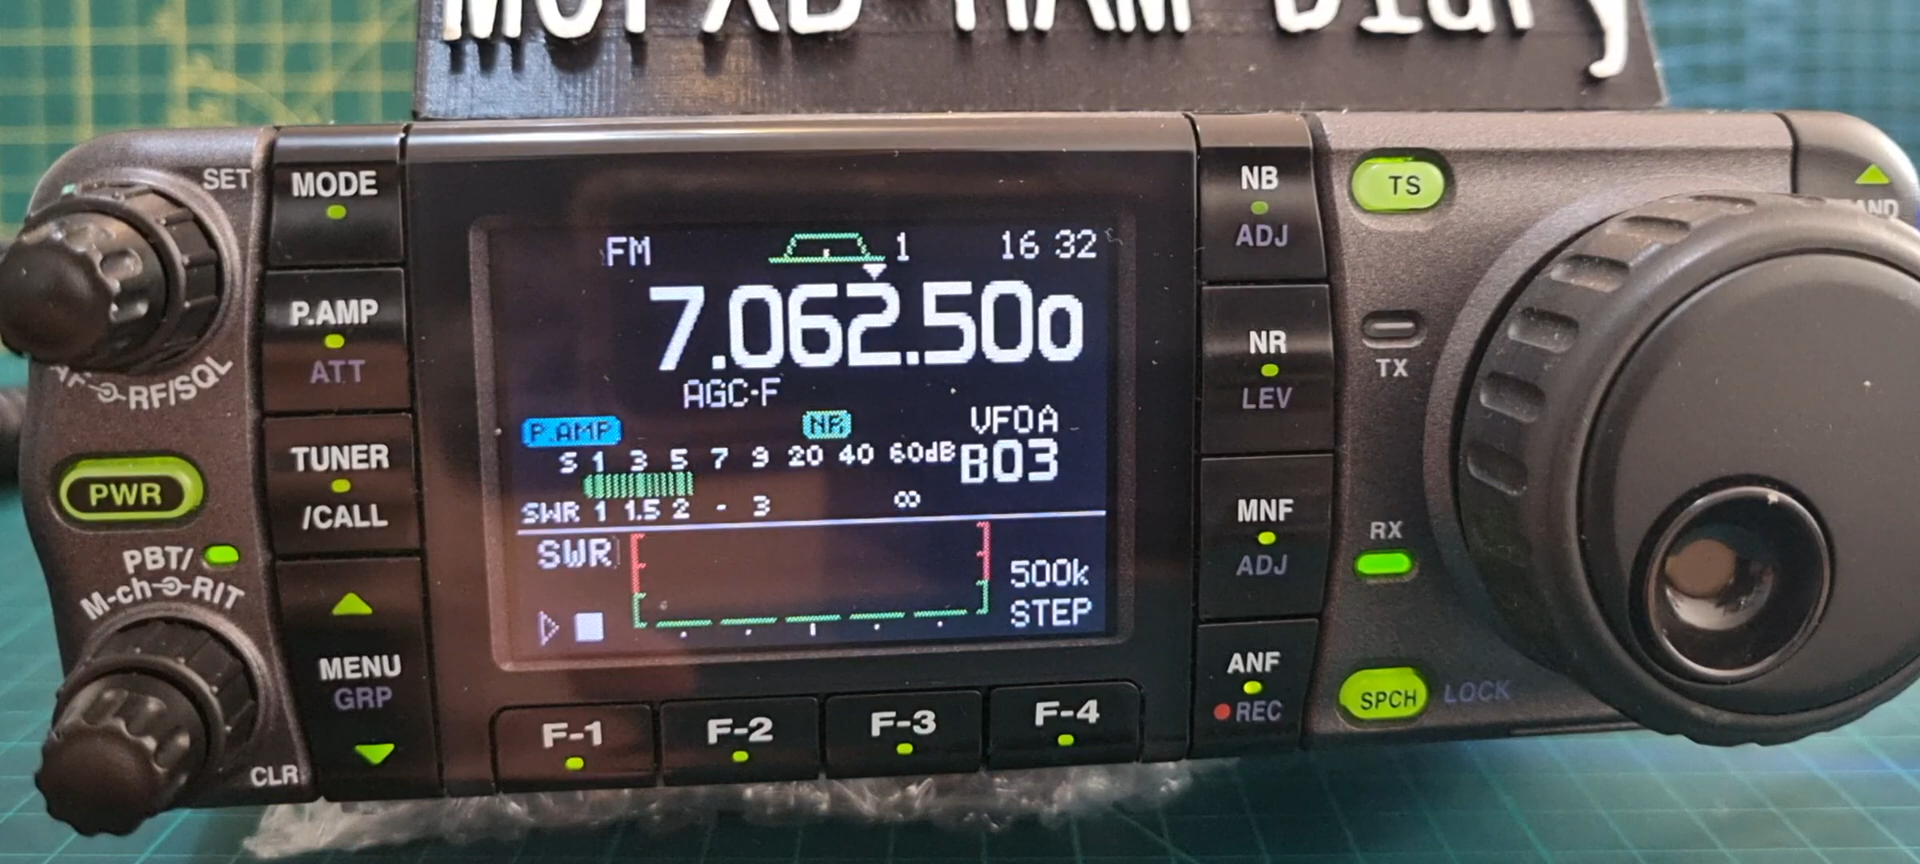 HAM Diary
SET
MODE
P.AMP
ATT
TUNER
/CALL
MENU
GRP
AF RF/SQL
PWR
PBT/
M-ch RIT
CLR
FM 1 16 32
7.062.500
AGC-F
P.AMP NR VFOA
S 1 3 5 7 9 20 40 60dB B03
SWR 1 1.5 2 - 3 ∞
SWR
500k
STEP
F-1 F-2 F-3 F-4
NB
ADJ
NR
LEV
MNF
ADJ
ANF
REC
TS
TX
RX
SPCH LOCK